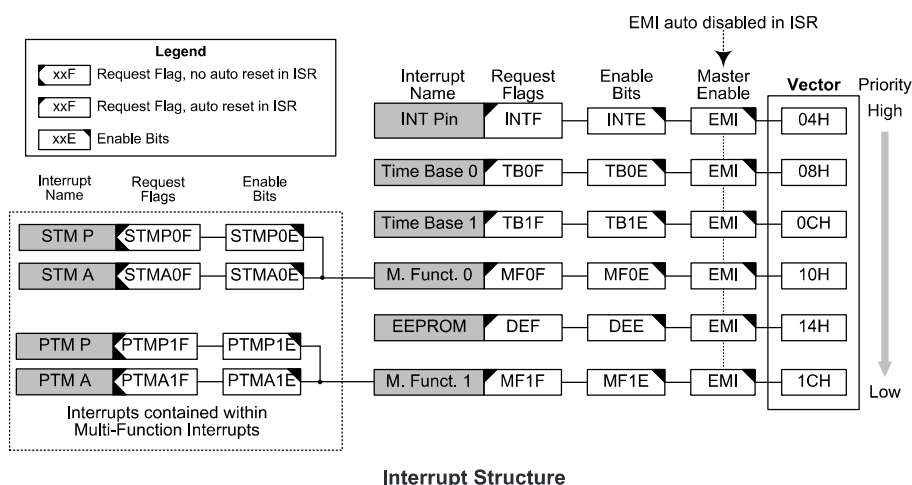 EMI auto disabled in ISR
Legend
xxF Request Flag, no auto reset in ISR
xxF Request Flag, auto reset in ISR
xxE Enable Bits
Interrupt Name Request Flags Enable Bits Master Enable Vector Priority
INT Pin INTF INTE EMI 04H High
Time Base 0 TB0F TB0E EMI 08H
Interrupt Name Request Flags Enable Bits
Time Base 1 TB1F TB1E EMI 0CH
STM P STMP0F STMP0E
STM A STMA0F STMA0E M. Funct. 0 MF0F MF0E EMI 10H
EEPROM DEF DEE EMI 14H
PTM P PTMP1F PTMP1E
PTM A PTMA1F PTMA1E M. Funct. 1 MF1F MF1E EMI 1CH Low
Interrupts contained within
Multi-Function Interrupts
Interrupt Structure